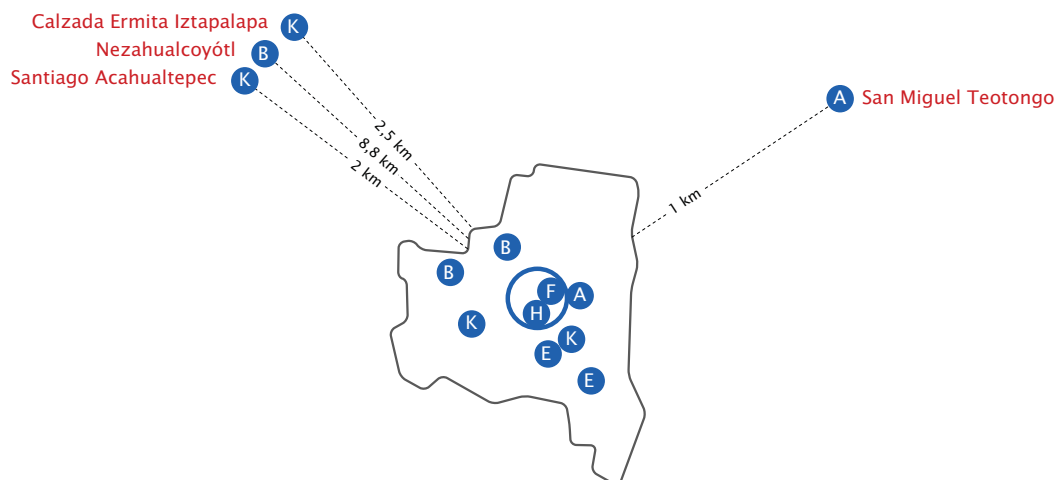 Calzada Ermita Iztapalapa K
Nezahualcoyótl B
Santiago Acahualtepec K
A San Miguel Teotongo
2,5 km
8,8 km
2 km
1 km
B
B
F
A
H
K
K
E
E